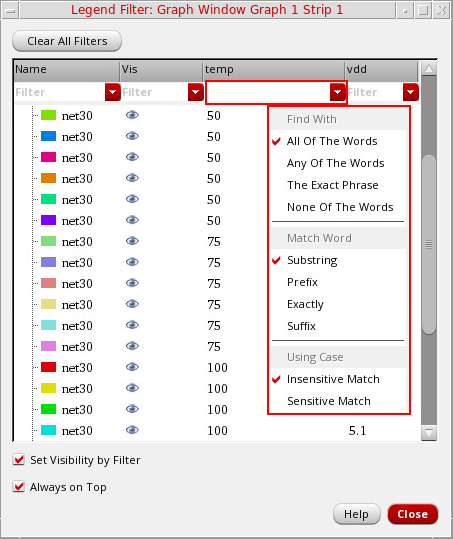 Legend Filter: Graph Window Graph 1 Strip 1
Clear All Filters
Name Vis temp vdd
Filter Filter Filter
net30 50 Find With
net30 50 All Of The Words
net30 50 Any Of The Words
net30 50 The Exact Phrase
net30 50 None Of The Words
net30 50
net30 75 Match Word
net30 75 Substring
net30 75 Prefix
net30 75 Exactly
net30 75 Suffix
net30 75 Using Case
net30 100 Insensitive Match
net30 100 Sensitive Match
net30 100
net30 100 5.1
Set Visibility by Filter
Always on Top
Help Close